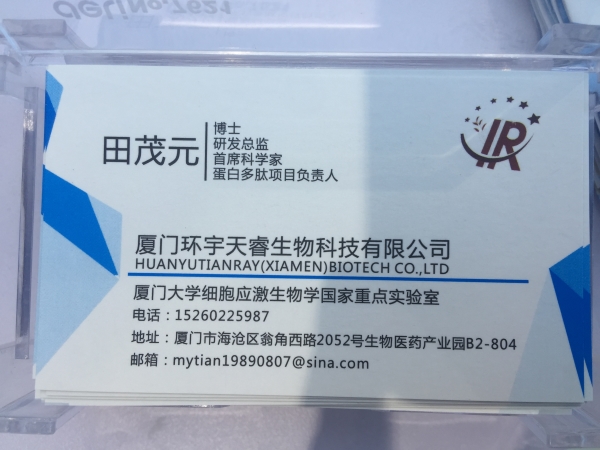 deli No.7621
田茂元
博士
研发总监
首席科学家
蛋白多肽项目负责人
IR
厦门环宇天睿生物科技有限公司
HUANYUTIANRAY(XIAMEN)BIOTECH CO.,LTD
厦门大学细胞应激生物学国家重点实验室
电话：15260225987
地址：厦门市海沧区翁角西路2052号生物医药产业园B2-804
邮箱：mytian19890807@sina.com